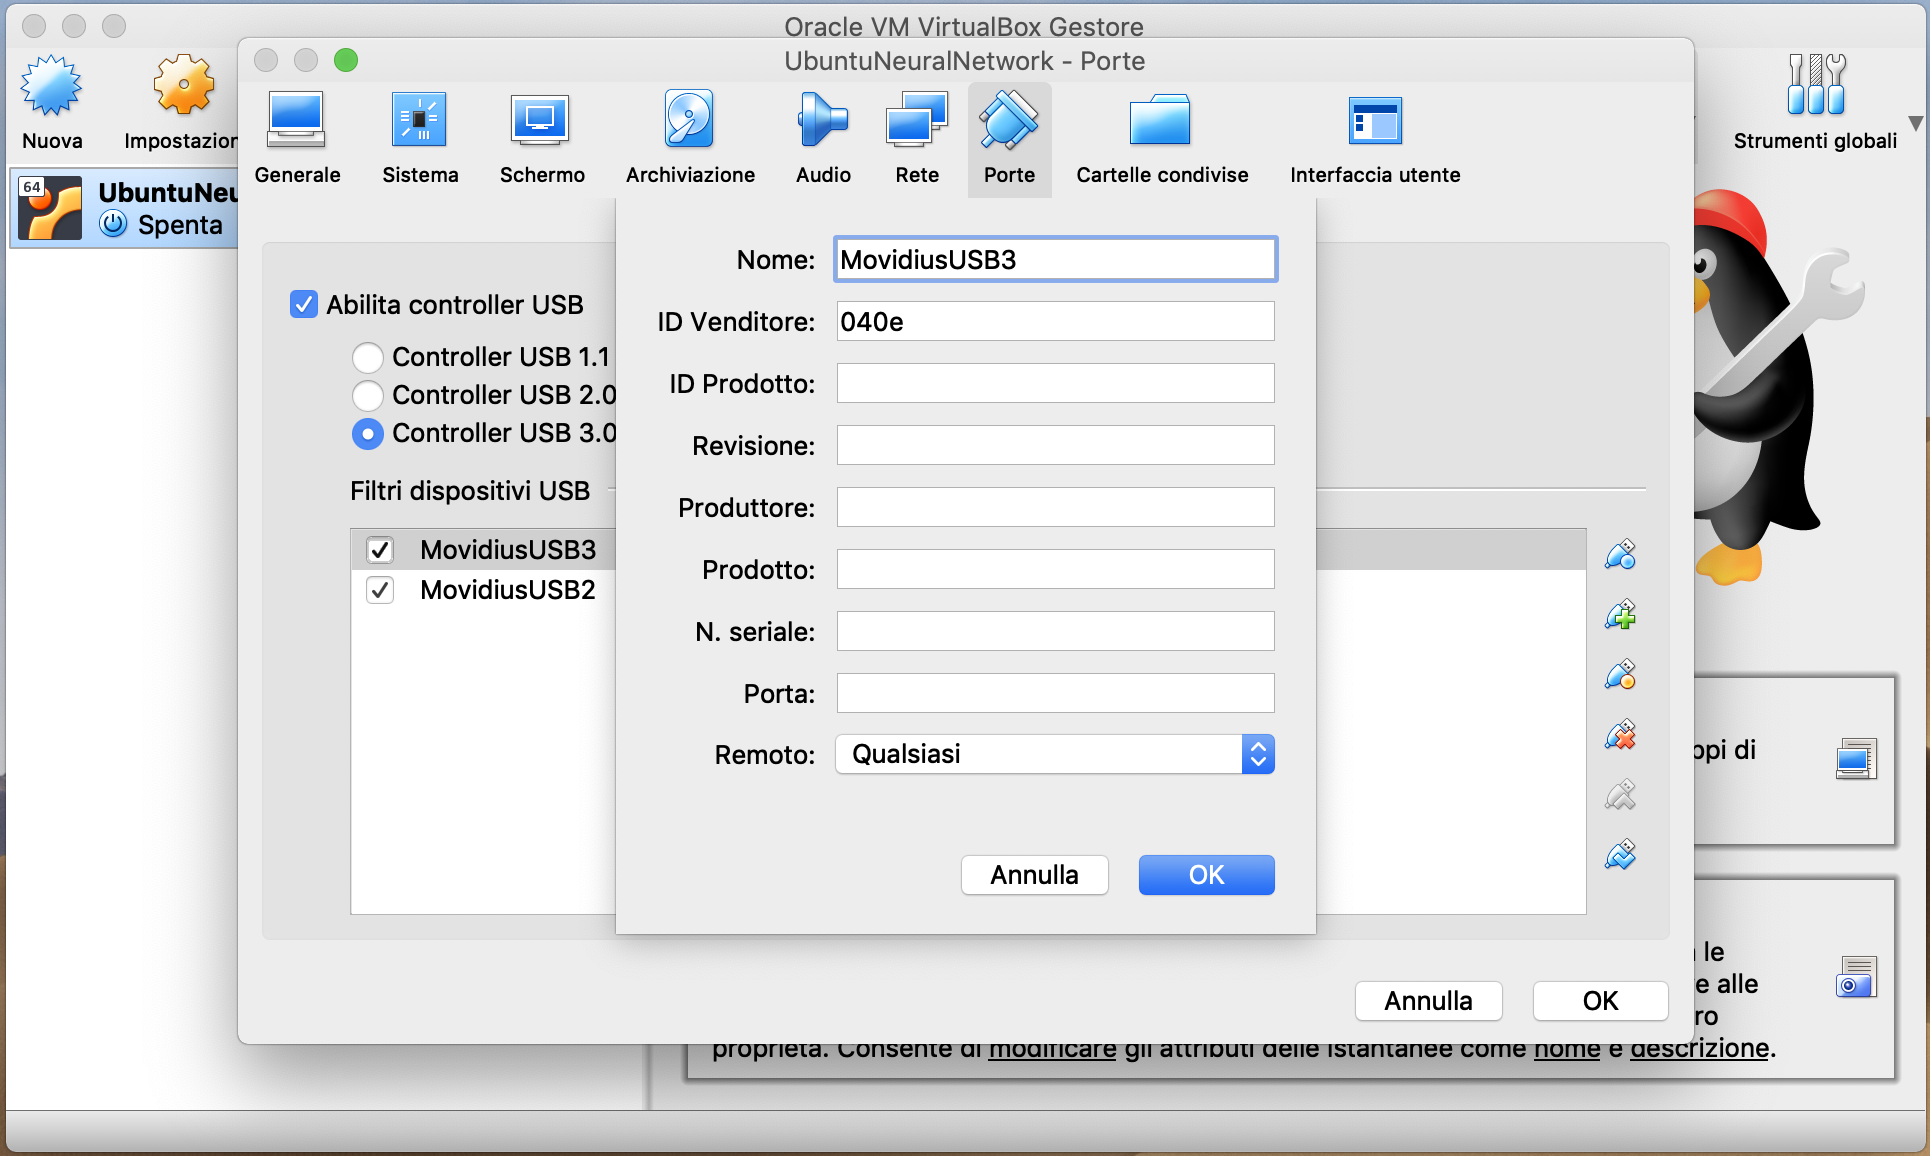 Oracle VM VirtualBox Gestore
UbuntuNeuralNetwork - Porte
Nuova
Impostazion
Generale
Sistema
Schermo
Archiviazione
Audio
Rete
Porte
Cartelle condivise
Interfaccia utente
Strumenti globali
64
UbuntuNeu
Spenta
Abilita controller USB
Controller USB 1.1
Controller USB 2.0
Controller USB 3.0
Filtri dispositivi USB
MovidiusUSB3
MovidiusUSB2
Nome: MovidiusUSB3
ID Venditore: 040e
ID Prodotto:
Revisione:
Produttore:
Prodotto:
N. seriale:
Porta:
Remoto: Qualsiasi
Annulla OK
Annulla OK
ppi di
le
e alle
ro
proprietà. Consente di modificare gli attributi delle istantanee come nome e descrizione.